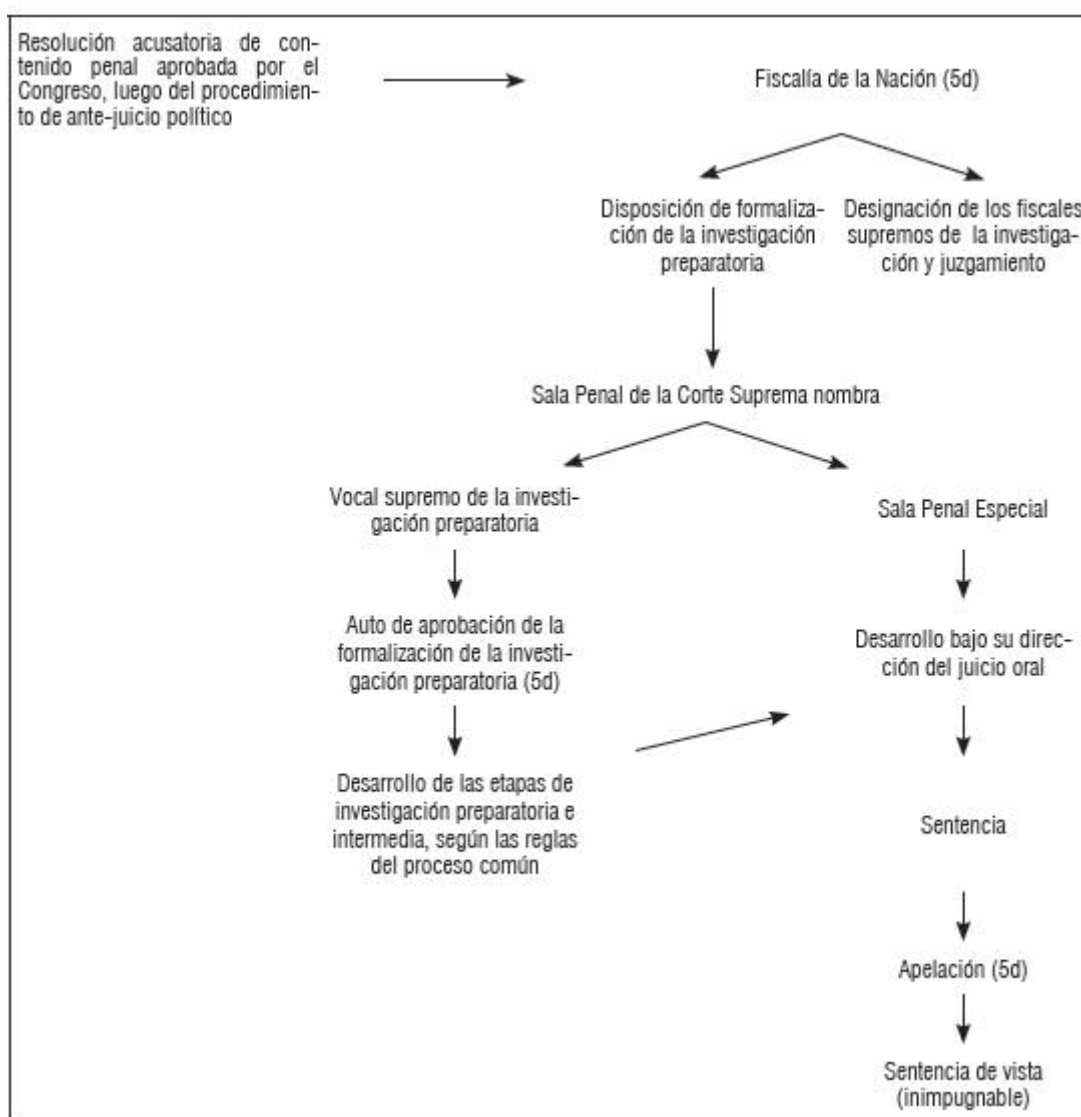 Resolución acusatoria de con-
tenido penal aprobada por el
Congreso, luego del procedimien-
to de ante-juicio político
Fiscalía de la Nación (5d)
Disposición de formaliza-
ción de la investigación
preparatoria
Designación de los fiscales
supremos de la investiga-
ción y juzgamiento
Sala Penal de la Corte Suprema nombra
Vocal supremo de la investi-
gación preparatoria
Sala Penal Especial
Auto de aprobación de la
formalización de la investi-
gación preparatoria (5d)
Desarrollo bajo su direc-
ción del juicio oral
Desarrollo de las etapas de
investigación preparatoria e
intermedia, según las reglas
del proceso común
Sentencia
Apelación (5d)
Sentencia de vista
(inimpugnable)